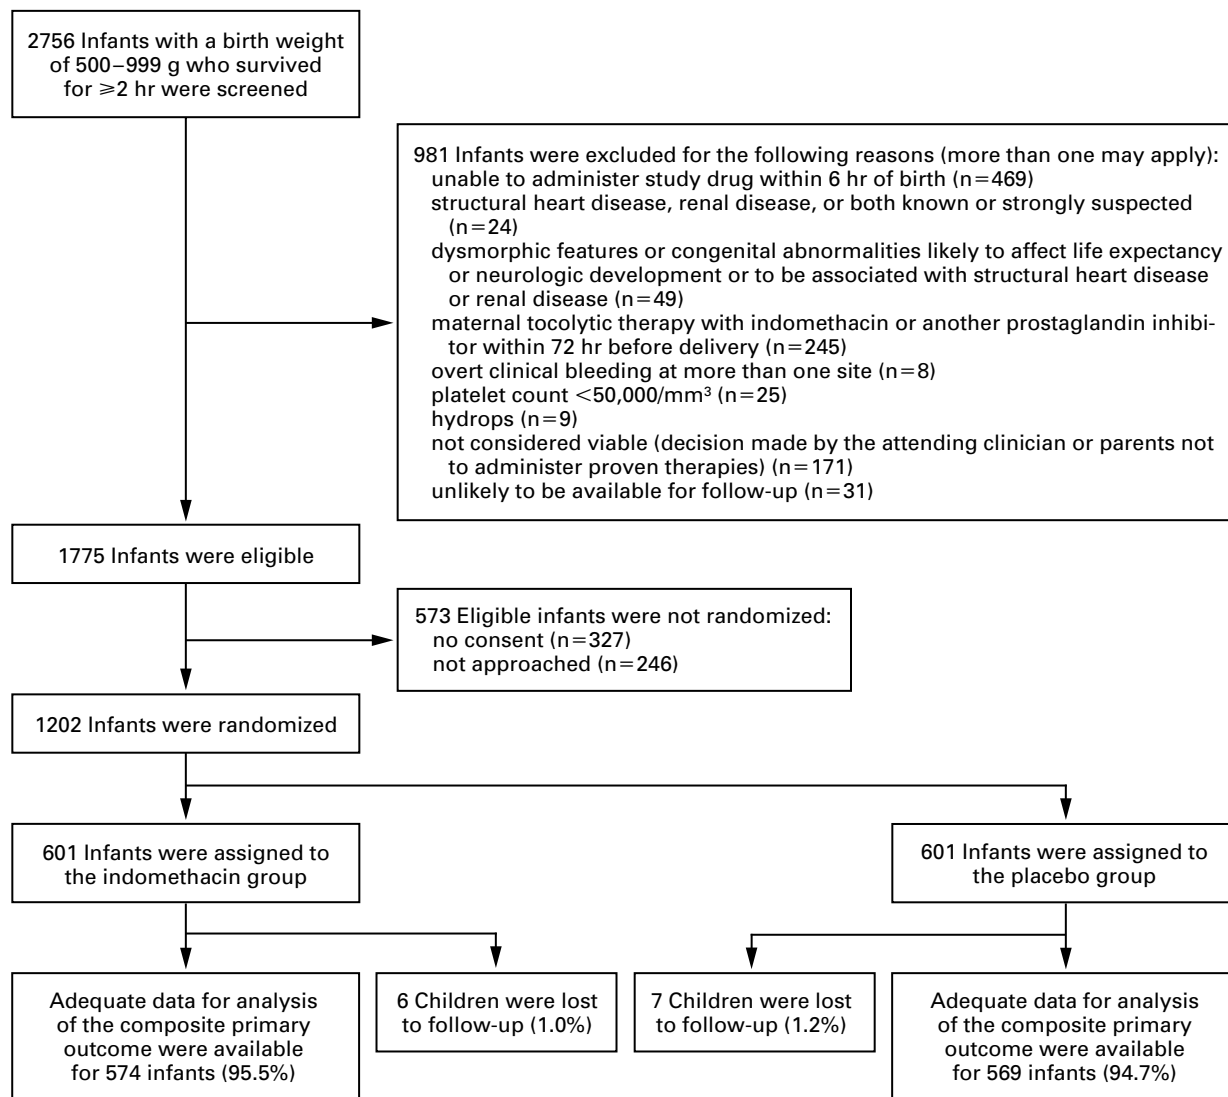 2756 Infants with a birth weight
of 500–999 g who survived
for ⩾2 hr were screened
981 Infants were excluded for the following reasons (more than one may apply):
unable to administer study drug within 6 hr of birth (n=469)
structural heart disease, renal disease, or both known or strongly suspected
(n=24)
dysmorphic features or congenital abnormalities likely to affect life expectancy
or neurologic development or to be associated with structural heart disease
or renal disease (n=49)
maternal tocolytic therapy with indomethacin or another prostaglandin inhibi-
tor within 72 hr before delivery (n=245)
overt clinical bleeding at more than one site (n=8)
platelet count <50,000/mm³ (n=25)
hydrops (n=9)
not considered viable (decision made by the attending clinician or parents not
to administer proven therapies) (n=171)
unlikely to be available for follow-up (n=31)
1775 Infants were eligible
573 Eligible infants were not randomized:
no consent (n=327)
not approached (n=246)
1202 Infants were randomized
601 Infants were assigned to
the indomethacin group
601 Infants were assigned to
the placebo group
Adequate data for analysis
of the composite primary
outcome were available
for 574 infants (95.5%)
6 Children were lost
to follow-up (1.0%)
7 Children were lost
to follow-up (1.2%)
Adequate data for analysis
of the composite primary
outcome were available
for 569 infants (94.7%)